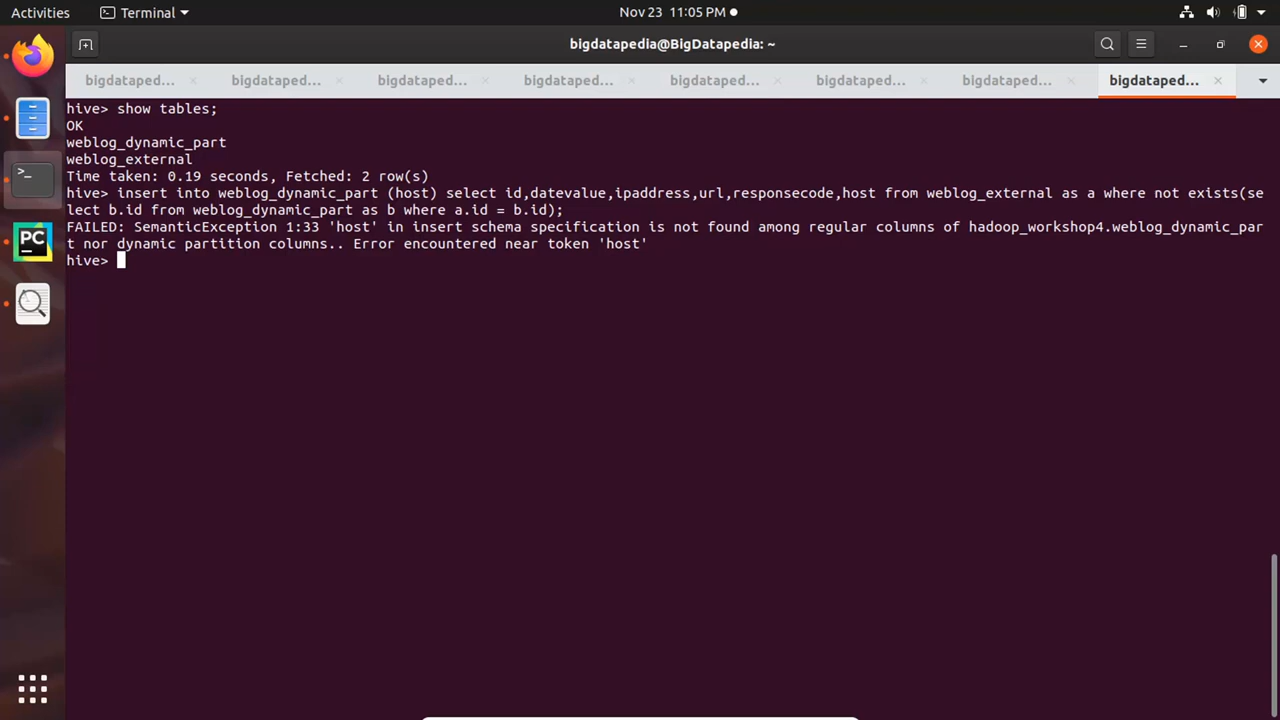 Activities
Terminal
Nov 23 11:05 PM
bigdatapedia@BigDatapedia: ~
bigdataped... bigdataped... bigdataped... bigdataped... bigdataped... bigdataped... bigdataped... bigdataped...
hive> show tables;
OK
weblog_dynamic_part
weblog_external
Time taken: 0.19 seconds, Fetched: 2 row(s)
hive> insert into weblog_dynamic_part (host) select id,datevalue,ipaddress,url,responsecode,host from weblog_external as a where not exists(se
lect b.id from weblog_dynamic_part as b where a.id = b.id);
FAILED: SemanticException 1:33 'host' in insert schema specification is not found among regular columns of hadoop_workshop4.weblog_dynamic_par
t nor dynamic partition columns.. Error encountered near token 'host'
hive>
>_
PC